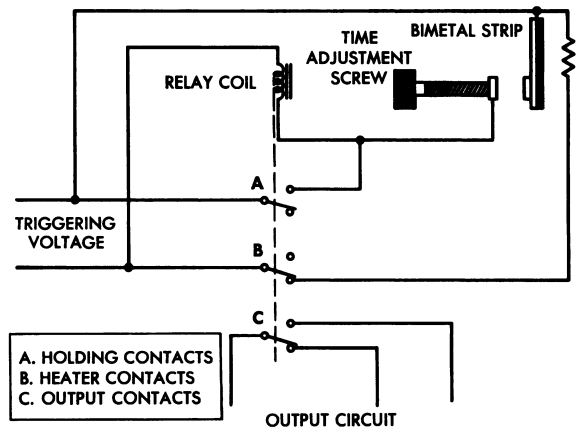 BIMETAL STRIP
TIME
ADJUSTMENT
SCREW
RELAY COIL
A
TRIGGERING
VOLTAGE
B
C
A. HOLDING CONTACTS
B. HEATER CONTACTS
C. OUTPUT CONTACTS
OUTPUT CIRCUIT